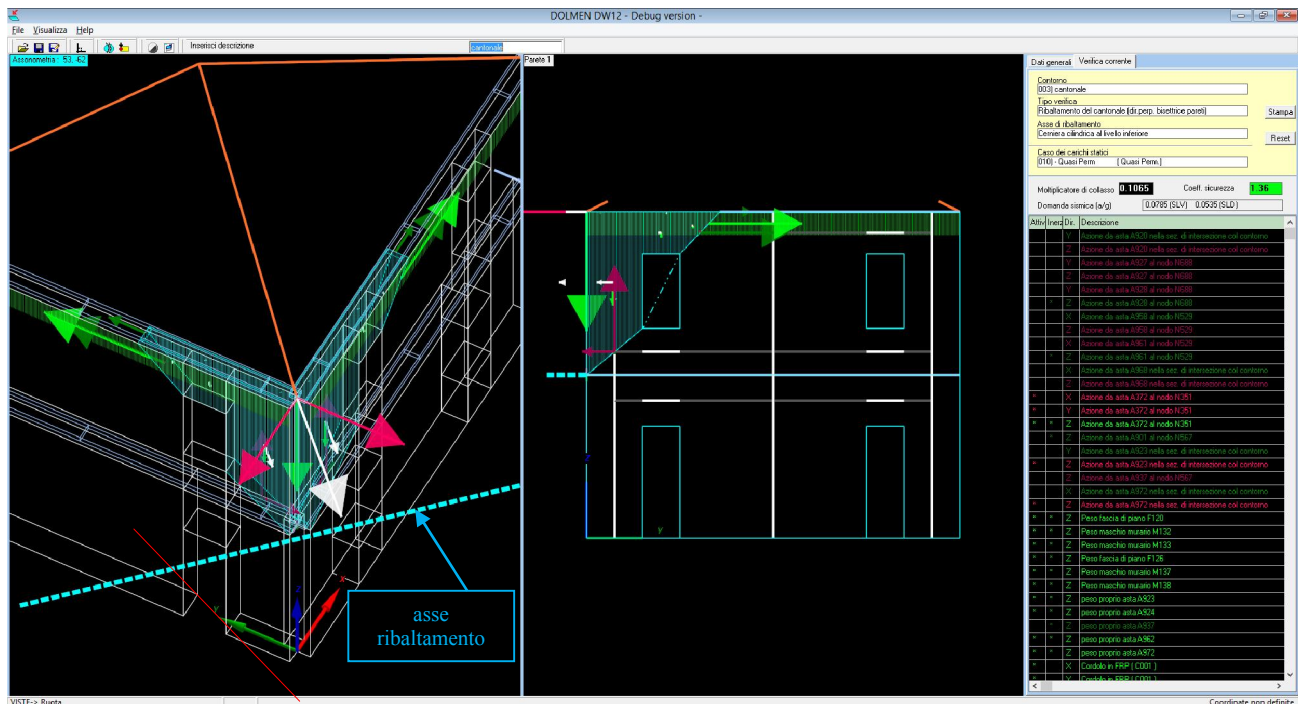 DOLMEN DW12 - Debug version -
File Visualizza Help
Inserisci descrizione cantonale
Assonometria : 53,-62
Parete 1
Dati generali Verifica corrente
Contorno
003) cantonale
Tipo verifica
Ribaltamento del cantonale (dir.perp. bisettrice pareti)
Stampa
Asse di ribaltamento
Cerniera cilindrica al livello inferiore
Reset
Caso dei carichi statici
010) - Quasi Perm ( Quasi Perm.)
Moltiplicatore di collasso 0.1065 Coeff. sicurezza 1.36
Domanda sismica (a/g) 0.0785 (SLV) 0.0535 (SLD)
Attiv Inerz Dir. Descrizione
Y Azione da asta A920 nella sez. di intersezione col contorno
Z Azione da asta A920 nella sez. di intersezione col contorno
Y Azione da asta A927 al nodo N688
Z Azione da asta A927 al nodo N688
Y Azione da asta A928 al nodo N688
* Z Azione da asta A928 al nodo N688
X Azione da asta A950 al nodo N529
Z Azione da asta A950 al nodo N529
X Azione da asta A961 al nodo N529
* Z Azione da asta A961 al nodo N529
X Azione da asta A968 nella sez. di intersezione col contorno
Z Azione da asta A968 nella sez. di intersezione col contorno
* X Azione da asta A372 al nodo N351
* Y Azione da asta A372 al nodo N351
* * Z Azione da asta A372 al nodo N351
* Z Azione da asta A901 al nodo N567
Y Azione da asta A923 nella sez. di intersezione col contorno
* Z Azione da asta A923 nella sez. di intersezione col contorno
Z Azione da asta A937 al nodo N567
X Azione da asta A972 nella sez. di intersezione col contorno
* Z Azione da asta A972 nella sez. di intersezione col contorno
* * Z Peso fascia di piano F120
* * Z Peso maschio murario M132
* * Z Peso maschio murario M133
* * Z Peso fascia di piano F126
* * Z Peso maschio murario M137
* * Z Peso maschio murario M138
* * Z peso proprio asta A923
* * Z peso proprio asta A924
* Z peso proprio asta A937
* * Z peso proprio asta A962
* * Z peso proprio asta A972
* X Cordolo in FRP ( C001 )
Y Cordolo in FRP ( C001 )
asse
ribaltamento
Y
Z
X
Z
Y
VISTE-> Ruota
Coordinate non definite